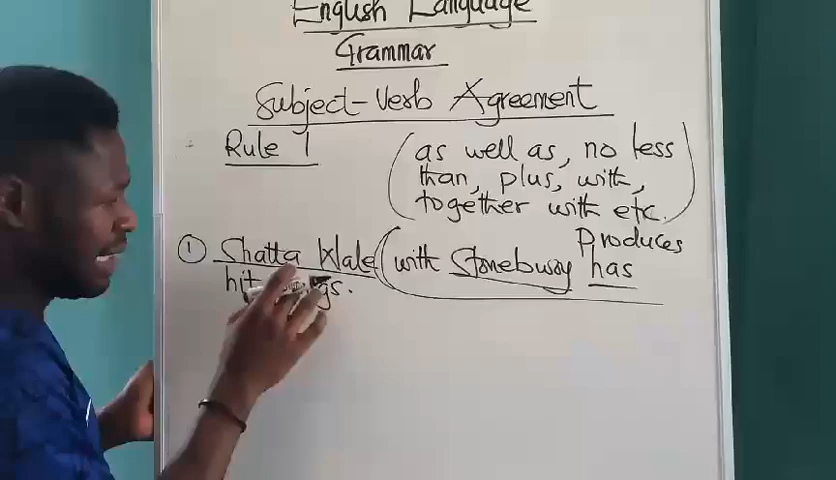 English Language
Grammar
Subject-Verb Agreement
Rule 1
(as well as, no less
than, plus, with,
together with etc.)
Produces
① Shatta Wale (with Stonebwoy has
hit